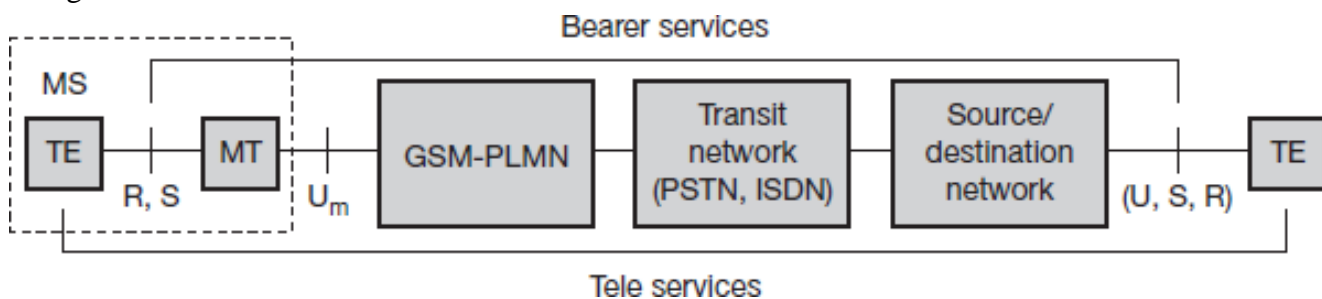 Bearer services
MS
TE
MT
GSM-PLMN
Transit
network
(PSTN, ISDN)
Source/
destination
network
TE
R, S
Um
(U, S, R)
Tele services